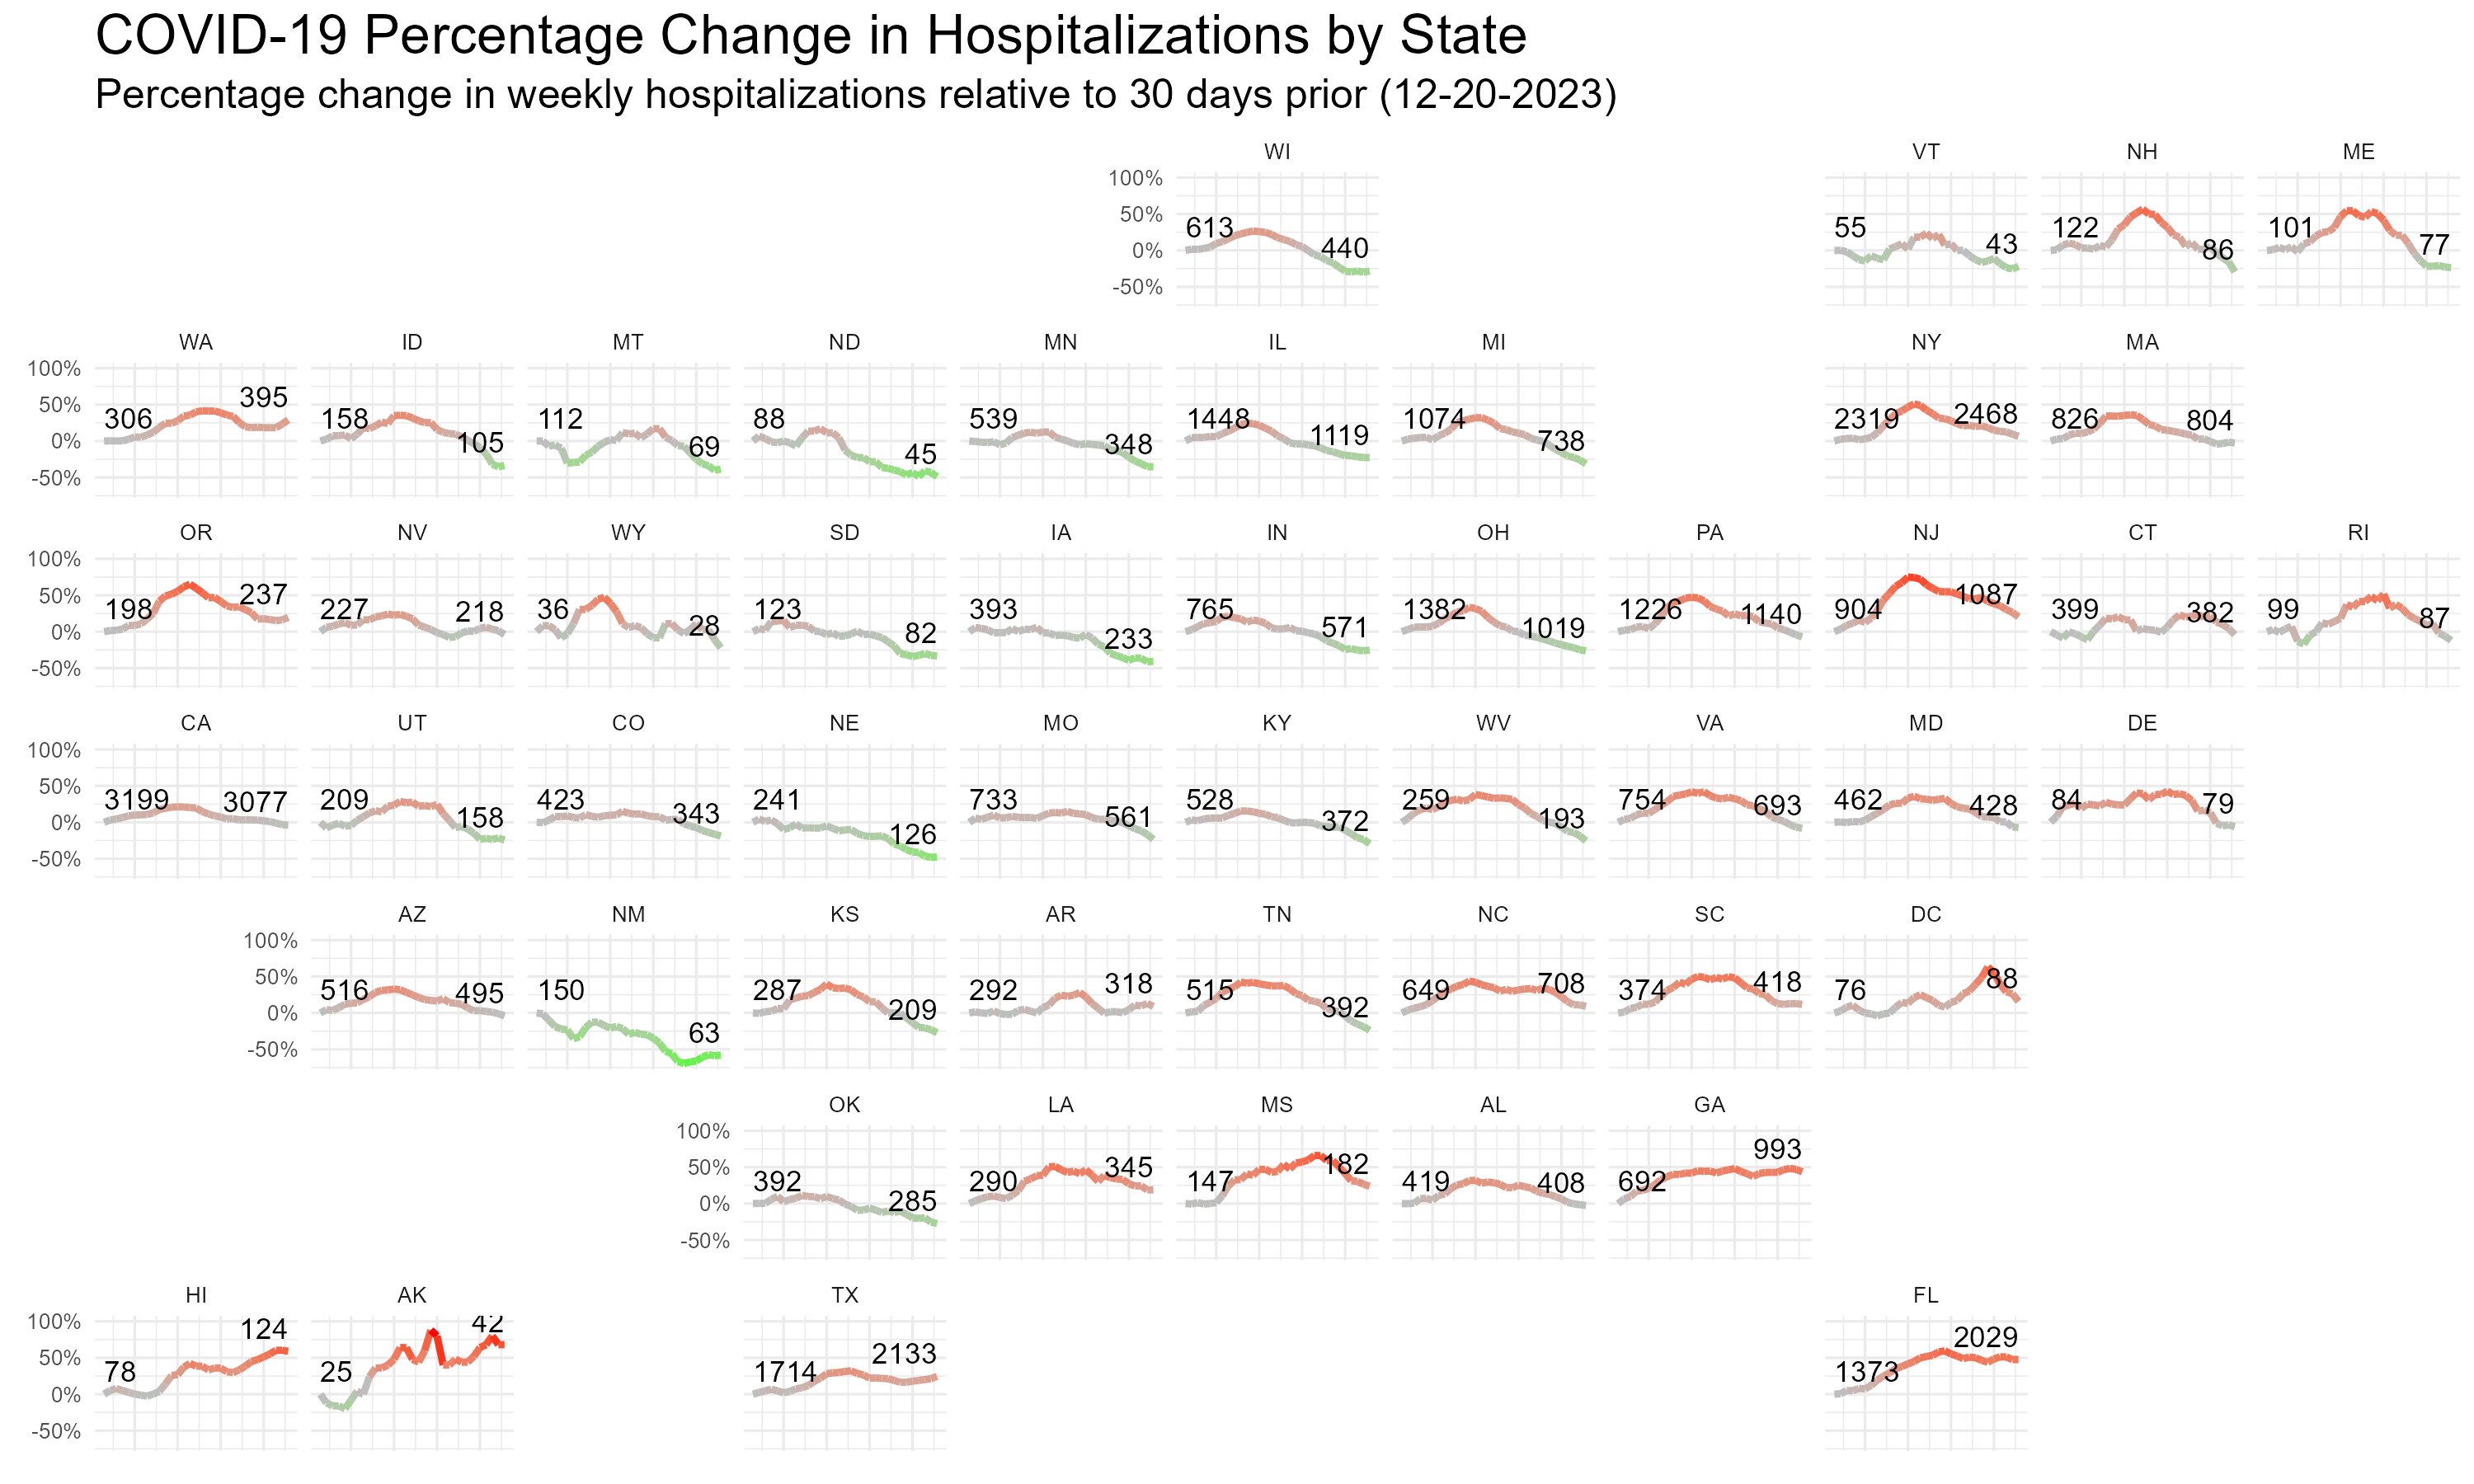 COVID-19 Percentage Change in Hospitalizations by State
Percentage change in weekly hospitalizations relative to 30 days prior (12-20-2023)
WI VT NH ME
100%
50%
0%
-50%
613 440 55 43 122 86 101 77
WA ID MT ND MN IL MI NY MA
100%
50%
0%
-50%
306 395 158 105 112 69 88 45 539 348 1448 1119 1074 738 2319 2468 826 804
OR NV WY SD IA IN OH PA NJ CT RI
100%
50%
0%
-50%
198 237 227 218 36 28 123 82 393 233 765 571 1382 1019 1226 1140 904 1087 399 382 99 87
CA UT CO NE MO KY WV VA MD DE
100%
50%
0%
-50%
3199 3077 209 158 423 343 241 126 733 561 528 372 259 193 754 693 462 428 84 79
AZ NM KS AR TN NC SC DC
100%
50%
0%
-50%
516 495 150 63 287 209 292 318 515 392 649 708 374 418 76 88
OK LA MS AL GA
100%
50%
0%
-50%
392 285 290 345 147 182 419 408 692 993
HI AK TX FL
100%
50%
0%
-50%
78 124 25 42 1714 2133 1373 2029